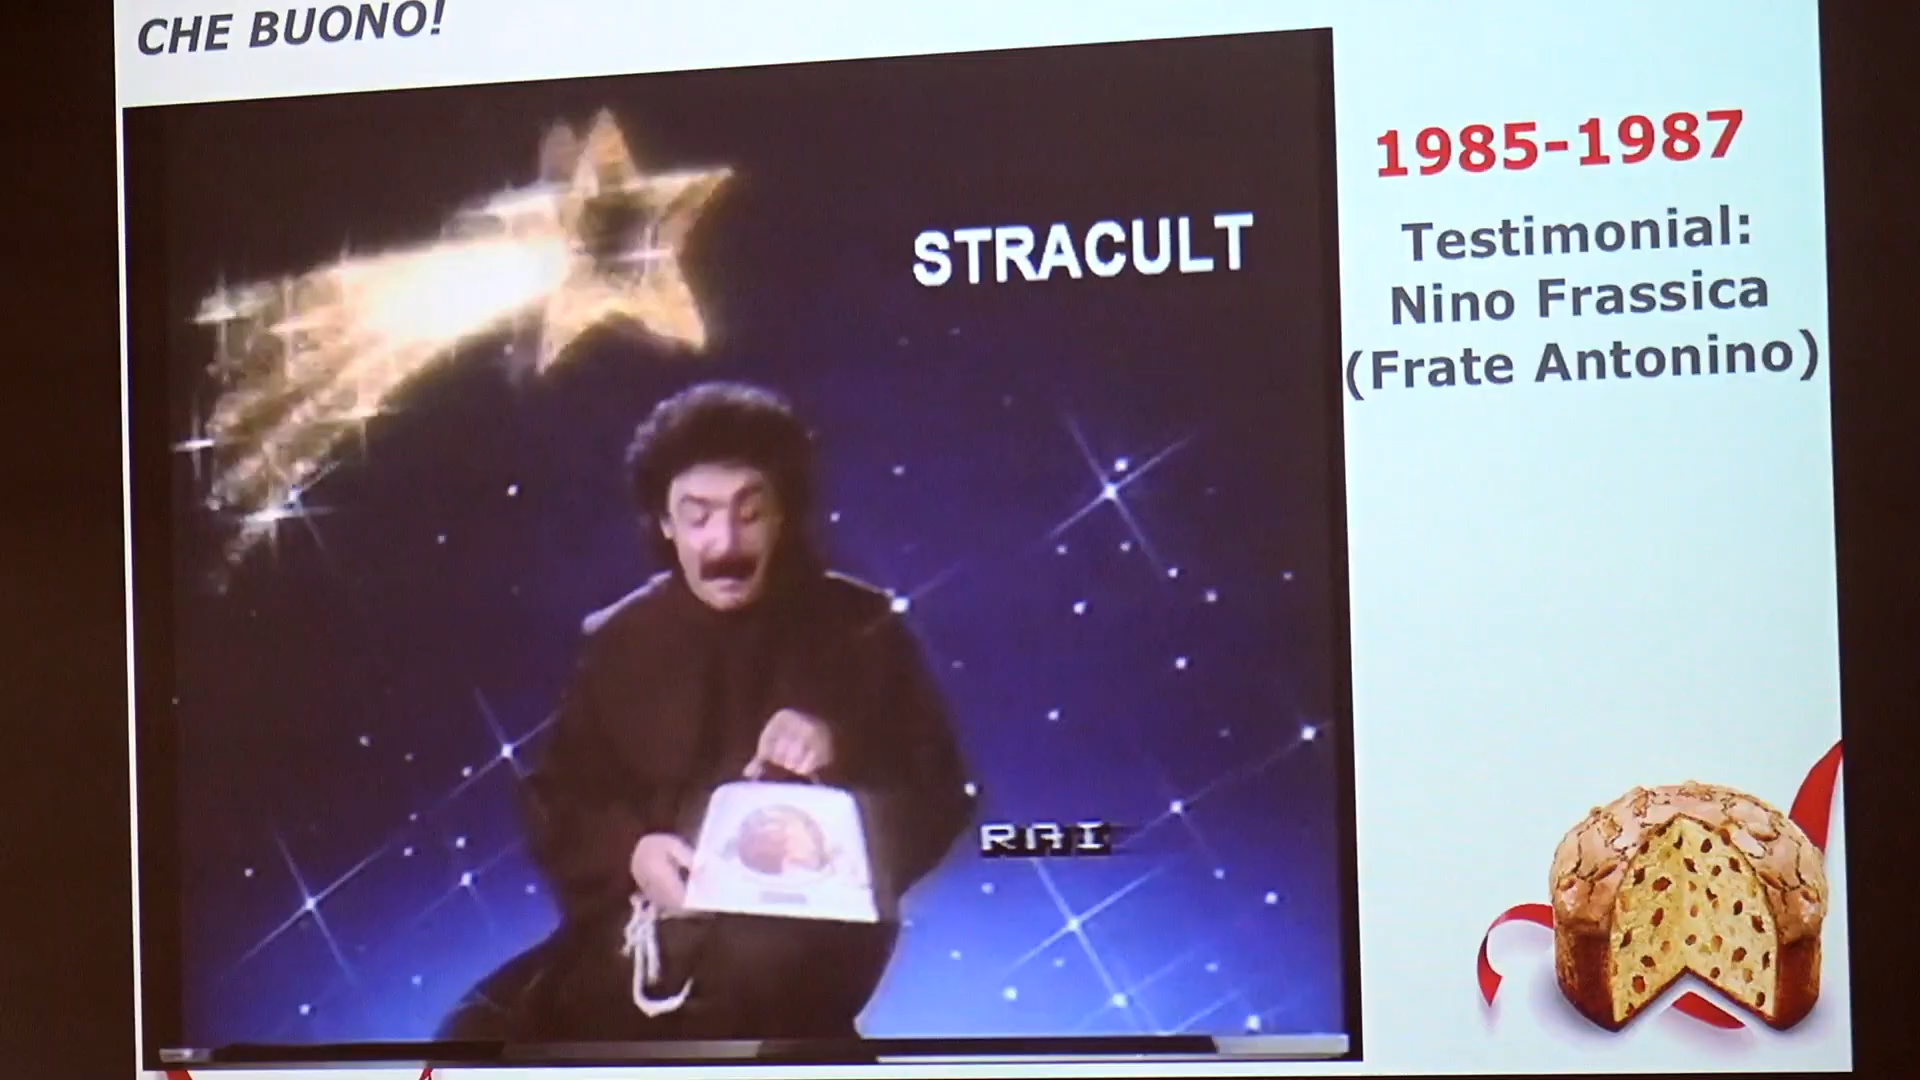 CHE BUONO!
STRACULT
RAI
1985-1987
Testimonial:
Nino Frassica
(Frate Antonino)